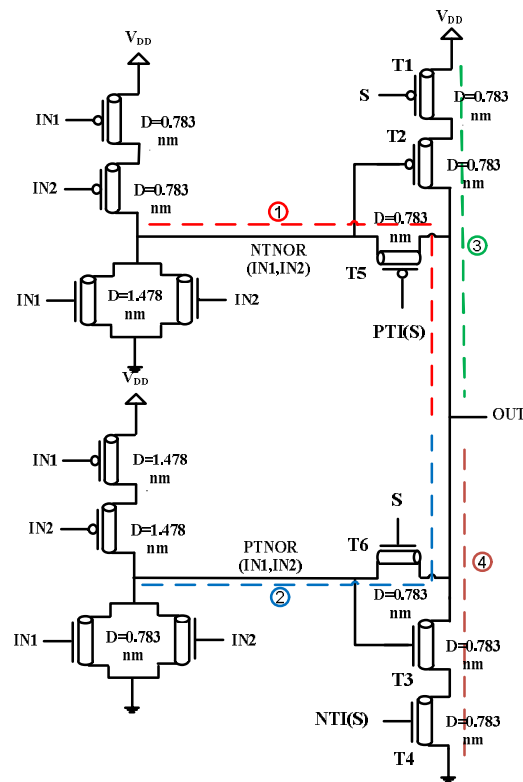 V_DD
IN1
D=0.783
nm
IN2
D=0.783
nm
①
NTNOR
(IN1,IN2)
IN1
D=1.478
nm
IN2
V_DD
IN1
D=1.478
nm
IN2
D=1.478
nm
PTNOR
(IN1,IN2)
②
IN1
D=0.783
nm
IN2
V_DD
T1
S
D=0.783
nm
T2
D=0.783
nm
D=0.783
nm
T5
③
PTI(S)
OUT
S
T6
④
D=0.783
nm
T3
D=0.783
nm
NTI(S)
D=0.783
nm
T4